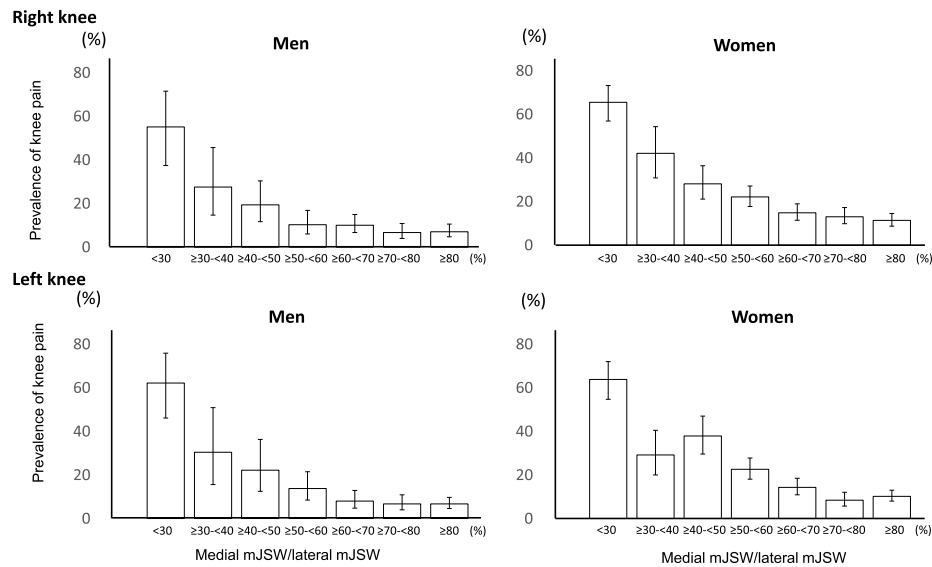 Right knee
(%)
Men
Prevalence of knee pain
80
60
40
20
0
<30 ≥30-<40 ≥40-<50 ≥50-<60 ≥60-<70 ≥70-<80 ≥80 (%)
(%)
Women
80
60
40
20
0
<30 ≥30-<40 ≥40-<50 ≥50-<60 ≥60-<70 ≥70-<80 ≥80 (%)
Left knee
(%)
Men
Prevalence of knee pain
80
60
40
20
0
<30 ≥30-<40 ≥40-<50 ≥50-<60 ≥60-<70 ≥70-<80 ≥80 (%)
Medial mJSW/lateral mJSW
(%)
Women
80
60
40
20
0
<30 ≥30-<40 ≥40-<50 ≥50-<60 ≥60-<70 ≥70-<80 ≥80 (%)
Medial mJSW/lateral mJSW